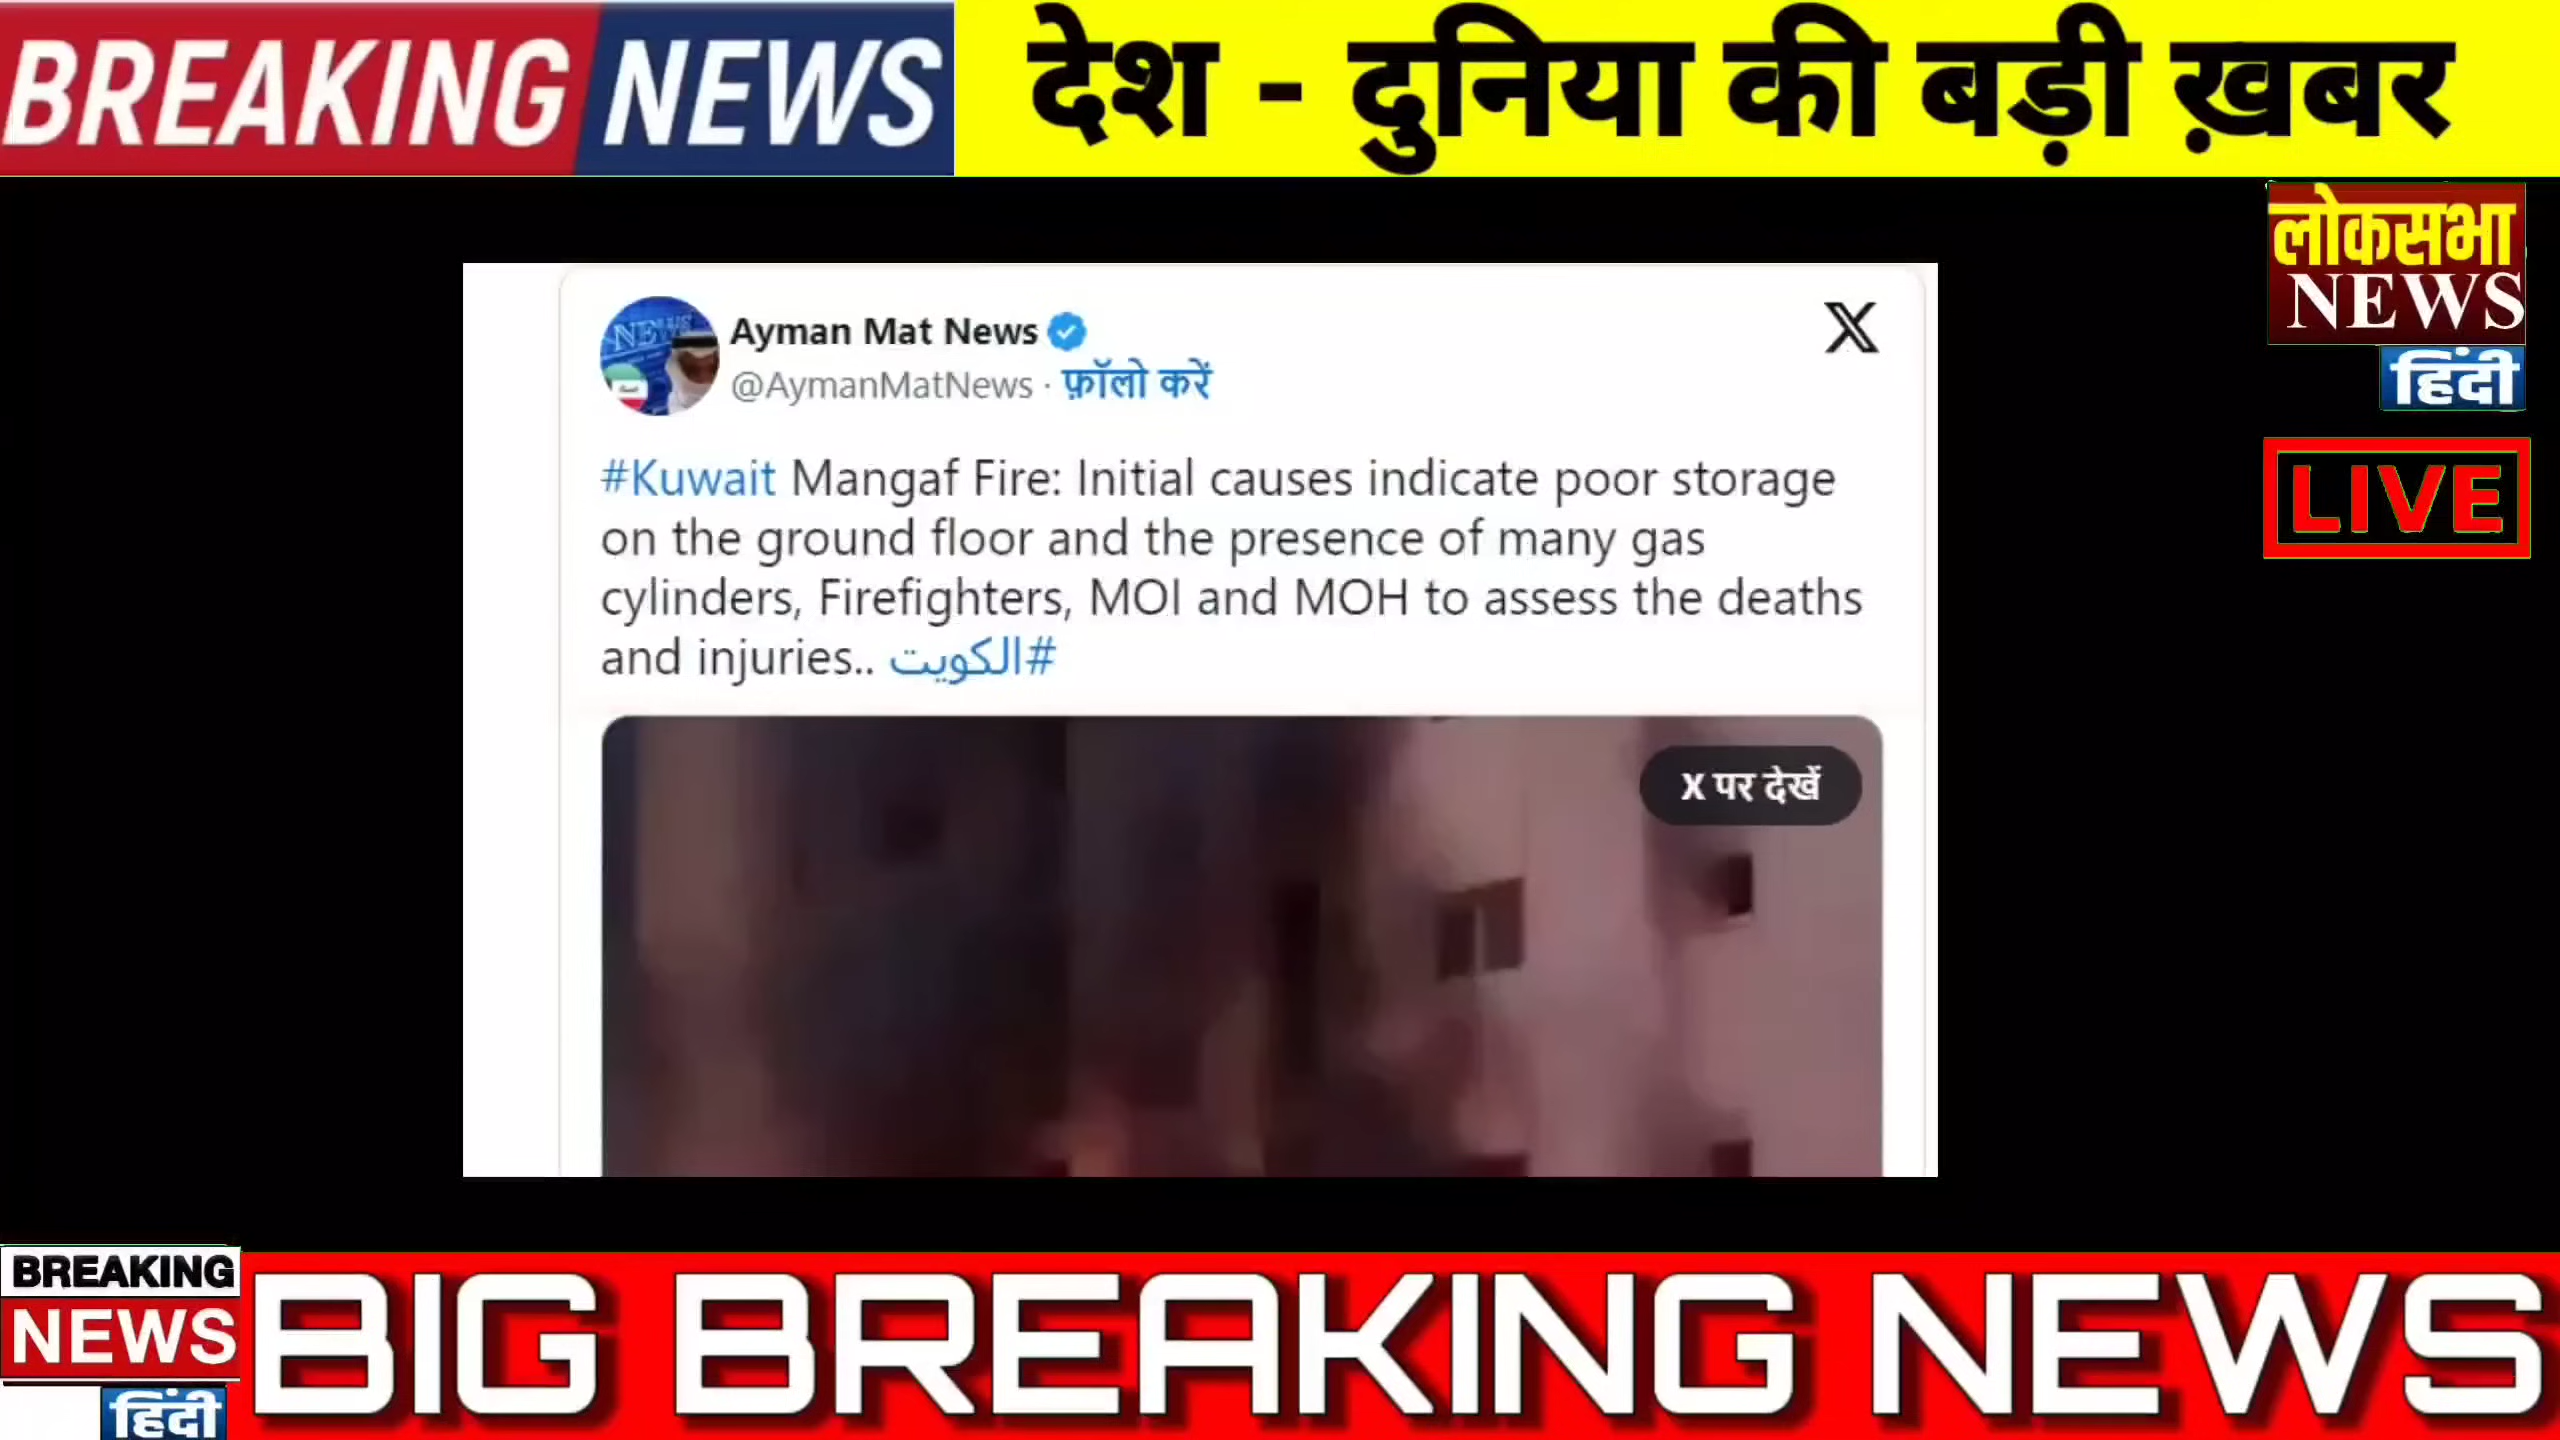 BREAKING NEWS
देश - दुनिया की बड़ी ख़बर
लोकसभा
NEWS
हिंदी
LIVE
NEWS
Ayman Mat News
@AymanMatNews · फ़ॉलो करें
#Kuwait Mangaf Fire: Initial causes indicate poor storage
on the ground floor and the presence of many gas
cylinders, Firefighters, MOI and MOH to assess the deaths
and injuries.. #الكويت
X पर देखें
BREAKING
NEWS
हिंदी
BIG BREAKING NEWS